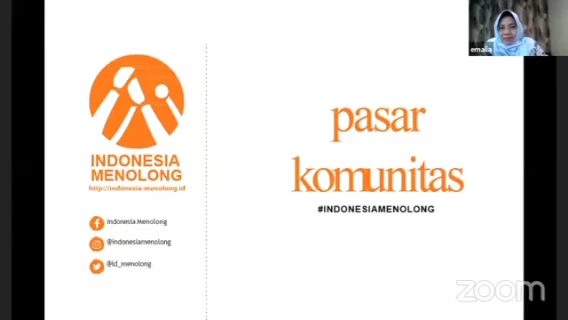 INDONESIA
MENOLONG
http://indonesia-menolong.id
Indonesia Menolong
@indonesiamenolong
@id_menolong
pasar
komunitas
#INDONESIAMENOLONG
emalia
zoom